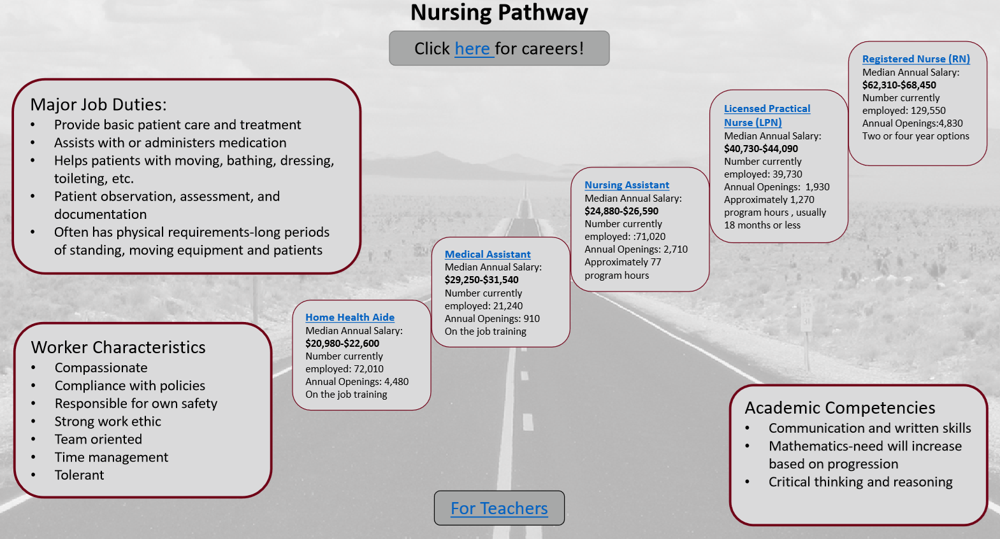 Nursing Pathway
Click here for careers!
Major Job Duties:
• Provide basic patient care and treatment
• Assists with or administers medication
• Helps patients with moving, bathing, dressing,
toileting, etc.
• Patient observation, assessment, and
documentation
• Often has physical requirements-long periods
of standing, moving equipment and patients
Worker Characteristics
• Compassionate
• Compliance with policies
• Responsible for own safety
• Strong work ethic
• Team oriented
• Time management
• Tolerant
Home Health Aide
Median Annual Salary:
$20,980-$22,600
Number currently
employed: 72,010
Annual Openings: 4,480
On the job training
Medical Assistant
Median Annual Salary:
$29,250-$31,540
Number currently
employed: 21,240
Annual Openings: 910
On the job training
Nursing Assistant
Median Annual Salary:
$24,880-$26,590
Number currently
employed: :71,020
Annual Openings: 2,710
Approximately 77
program hours
Licensed Practical
Nurse (LPN)
Median Annual Salary:
$40,730-$44,090
Number currently
employed: 39,730
Annual Openings:  1,930
Approximately 1,270
program hours , usually
18 months or less
Registered Nurse (RN)
Median Annual Salary:
$62,310-$68,450
Number currently
employed: 129,550
Annual Openings:4,830
Two or four year options
Academic Competencies
• Communication and written skills
• Mathematics-need will increase
based on progression
• Critical thinking and reasoning
For Teachers